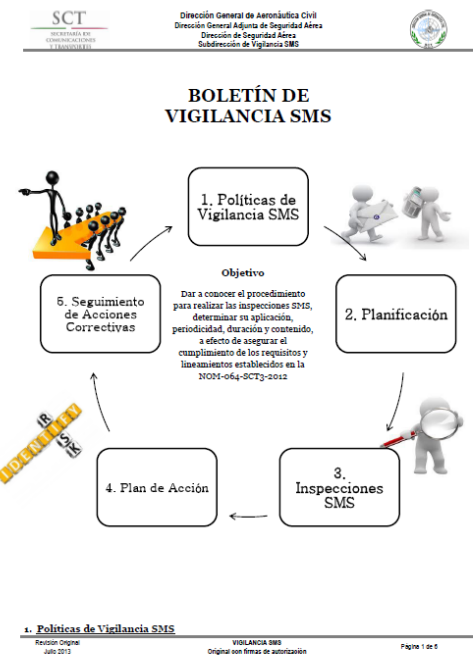 SCT
SECRETARÍA DE
COMUNICACIONES
Y TRANSPORTES
Dirección General de Aeronáutica Civil
Dirección General Adjunta de Seguridad Aérea
Dirección de Seguridad Aérea
Subdirección de Vigilancia SMS
BOLETÍN DE
VIGILANCIA SMS
1. Políticas de
Vigilancia SMS
Objetivo
Dar a conocer el procedimiento
para realizar las inspecciones SMS,
determinar su aplicación,
periodicidad, duración y contenido,
a efecto de asegurar el
cumplimiento de los requisitos y
lineamientos establecidos en la
NOM-064-SCT3-2012
5. Seguimiento
de Acciones
Correctivas
2. Planificación
IDENTIFY
RISK
4. Plan de Acción
3.
Inspecciones
SMS
1. Políticas de Vigilancia SMS
Revisión Original
Julio 2013
VIGILANCIA SMS
Original con firmas de autorización
Página 1 de 6